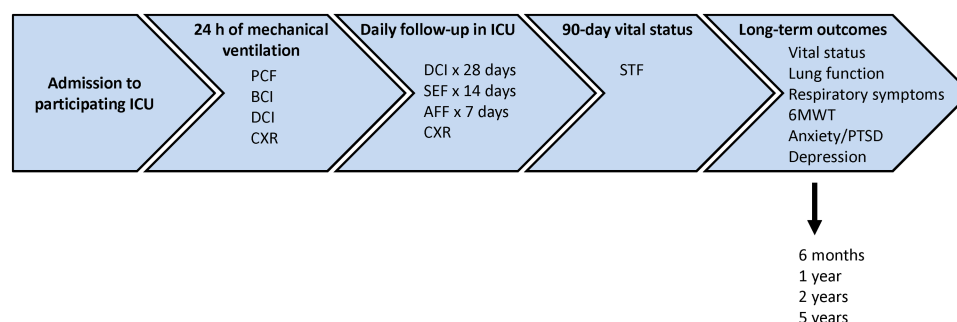 Admission to
participating ICU
24 h of mechanical
ventilation
PCF
BCI
DCI
CXR
Daily follow-up in ICU
DCI x 28 days
SEF x 14 days
AFF x 7 days
CXR
90-day vital status
STF
Long-term outcomes
Vital status
Lung function
Respiratory symptoms
6MWT
Anxiety/PTSD
Depression
6 months
1 year
2 years
5 years